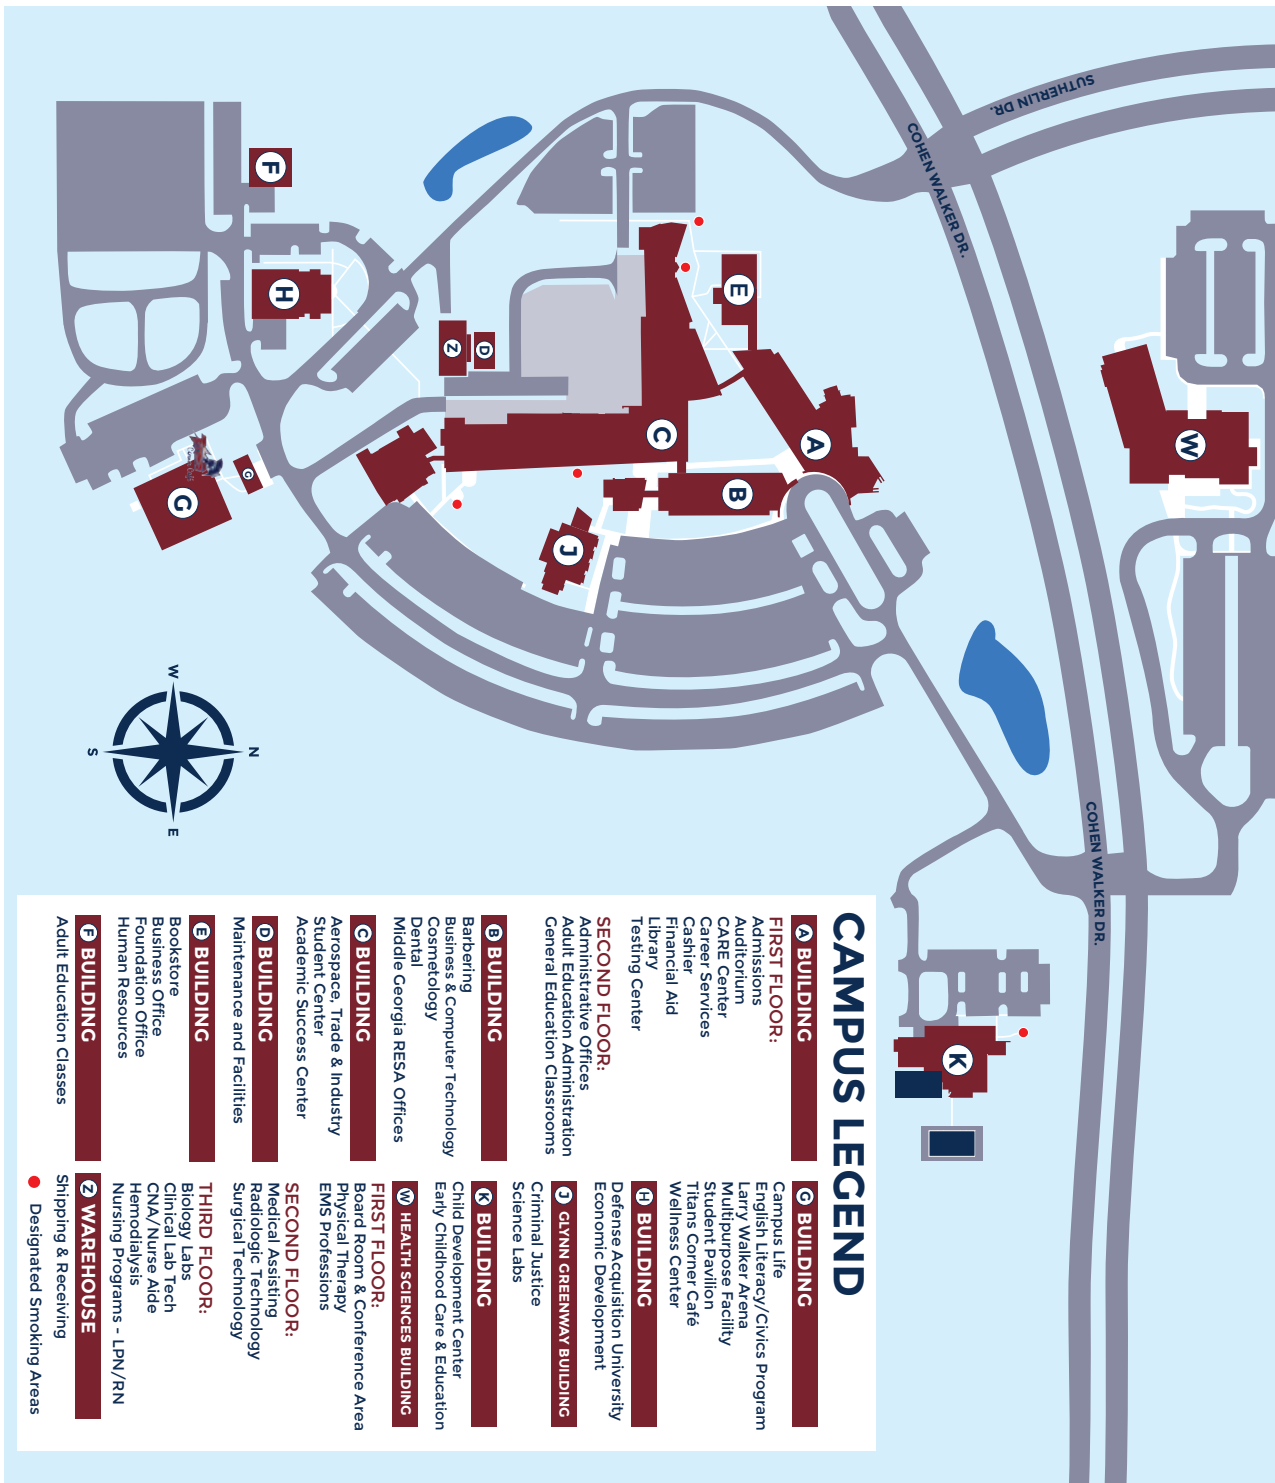 SUTHERLIN DR.
COHEN WALKER DR.
COHEN WALKER DR.
F
H
E
Z
D
C
A
W
B
G
G
J
K
W
N
S
E
CAMPUS LEGEND
A BUILDING
FIRST FLOOR:
Admissions
Auditorium
CARE Center
Career Services
Cashier
Financial Aid
Library
Testing Center
SECOND FLOOR:
Administrative Offices
Adult Education Administration
General Education Classrooms
B BUILDING
Barbering
Business & Computer Technology
Cosmetology
Dental
Middle Georgia RESA Offices
C BUILDING
Aerospace, Trade & Industry
Student Center
Academic Success Center
D BUILDING
Maintenance and Facilities
E BUILDING
Bookstore
Business Office
Foundation Office
Human Resources
F BUILDING
Adult Education Classes
G BUILDING
Campus Life
English Literacy/Civics Program
Larry Walker Arena
Multipurpose Facility
Student Pavilion
Titans Corner Café
Wellness Center
H BUILDING
Defense Acquisition University
Economic Development
J GLYNN GREENWAY BUILDING
Criminal Justice
Science Labs
K BUILDING
Child Development Center
Early Childhood Care & Education
W HEALTH SCIENCES BUILDING
FIRST FLOOR:
Board Room & Conference Area
Physical Therapy
EMS Professions
SECOND FLOOR:
Medical Assisting
Radiologic Technology
Surgical Technology
THIRD FLOOR:
Biology Labs
Clinical Lab Tech
CNA/Nurse Aide
Hemodialysis
Nursing Programs - LPN/RN
Z WAREHOUSE
Shipping & Receiving
Designated Smoking Areas